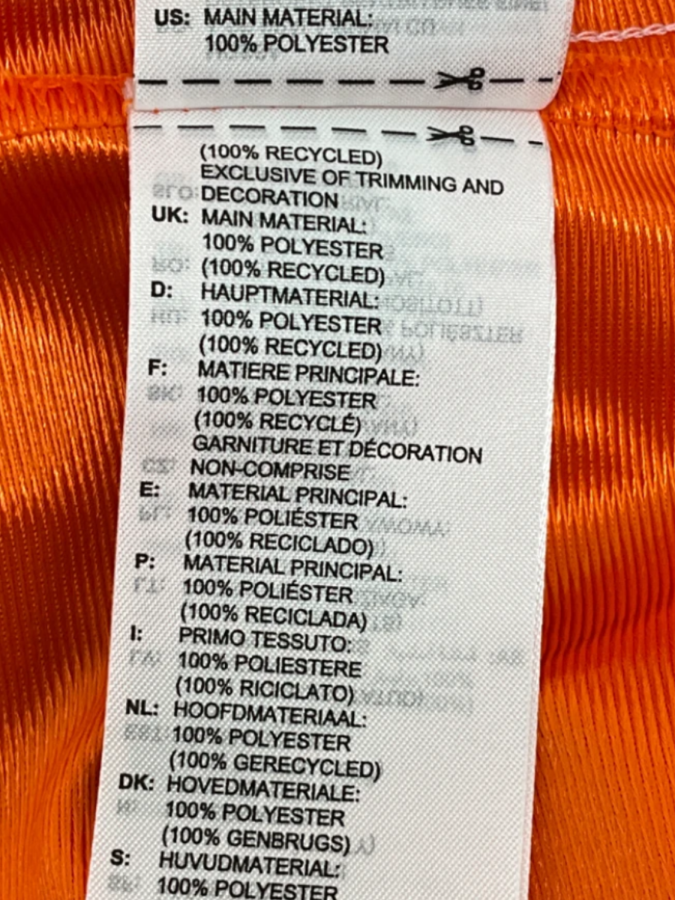 US: MAIN MATERIAL:
100% POLYESTER
(100% RECYCLED)
EXCLUSIVE OF TRIMMING AND
DECORATION
UK: MAIN MATERIAL:
100% POLYESTER
(100% RECYCLED)
D: HAUPTMATERIAL:
100% POLYESTER
(100% RECYCLED)
F: MATIERE PRINCIPALE:
100% POLYESTER
(100% RECYCLÉ)
GARNITURE ET DÉCORATION
NON-COMPRISE
E: MATERIAL PRINCIPAL:
100% POLIÉSTER
(100% RECICLADO)
P: MATERIAL PRINCIPAL:
100% POLIÉSTER
(100% RECICLADA)
I: PRIMO TESSUTO:
100% POLIESTERE
(100% RICICLATO)
NL: HOOFDMATERIAAL:
100% POLYESTER
(100% GERECYCLED)
DK: HOVEDMATERIALE:
100% POLYESTER
(100% GENBRUGS)
S: HUVUDMATERIAL:
100% POLYESTER